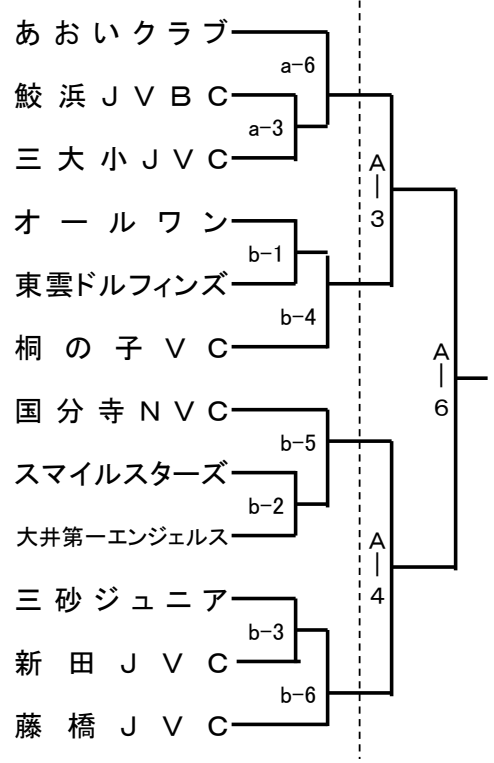 あおいクラブ
a-6
鮫浜JVBC
a-3
三大小JVC
A-3
オールワン
b-1
東雲ドルフィンズ
b-4
桐の子VC
A-6
国分寺NVC
b-5
スマイルスターズ
b-2
大井第一エンジェルス
A-4
三砂ジュニア
b-3
新田JVC
b-6
藤橋JVC